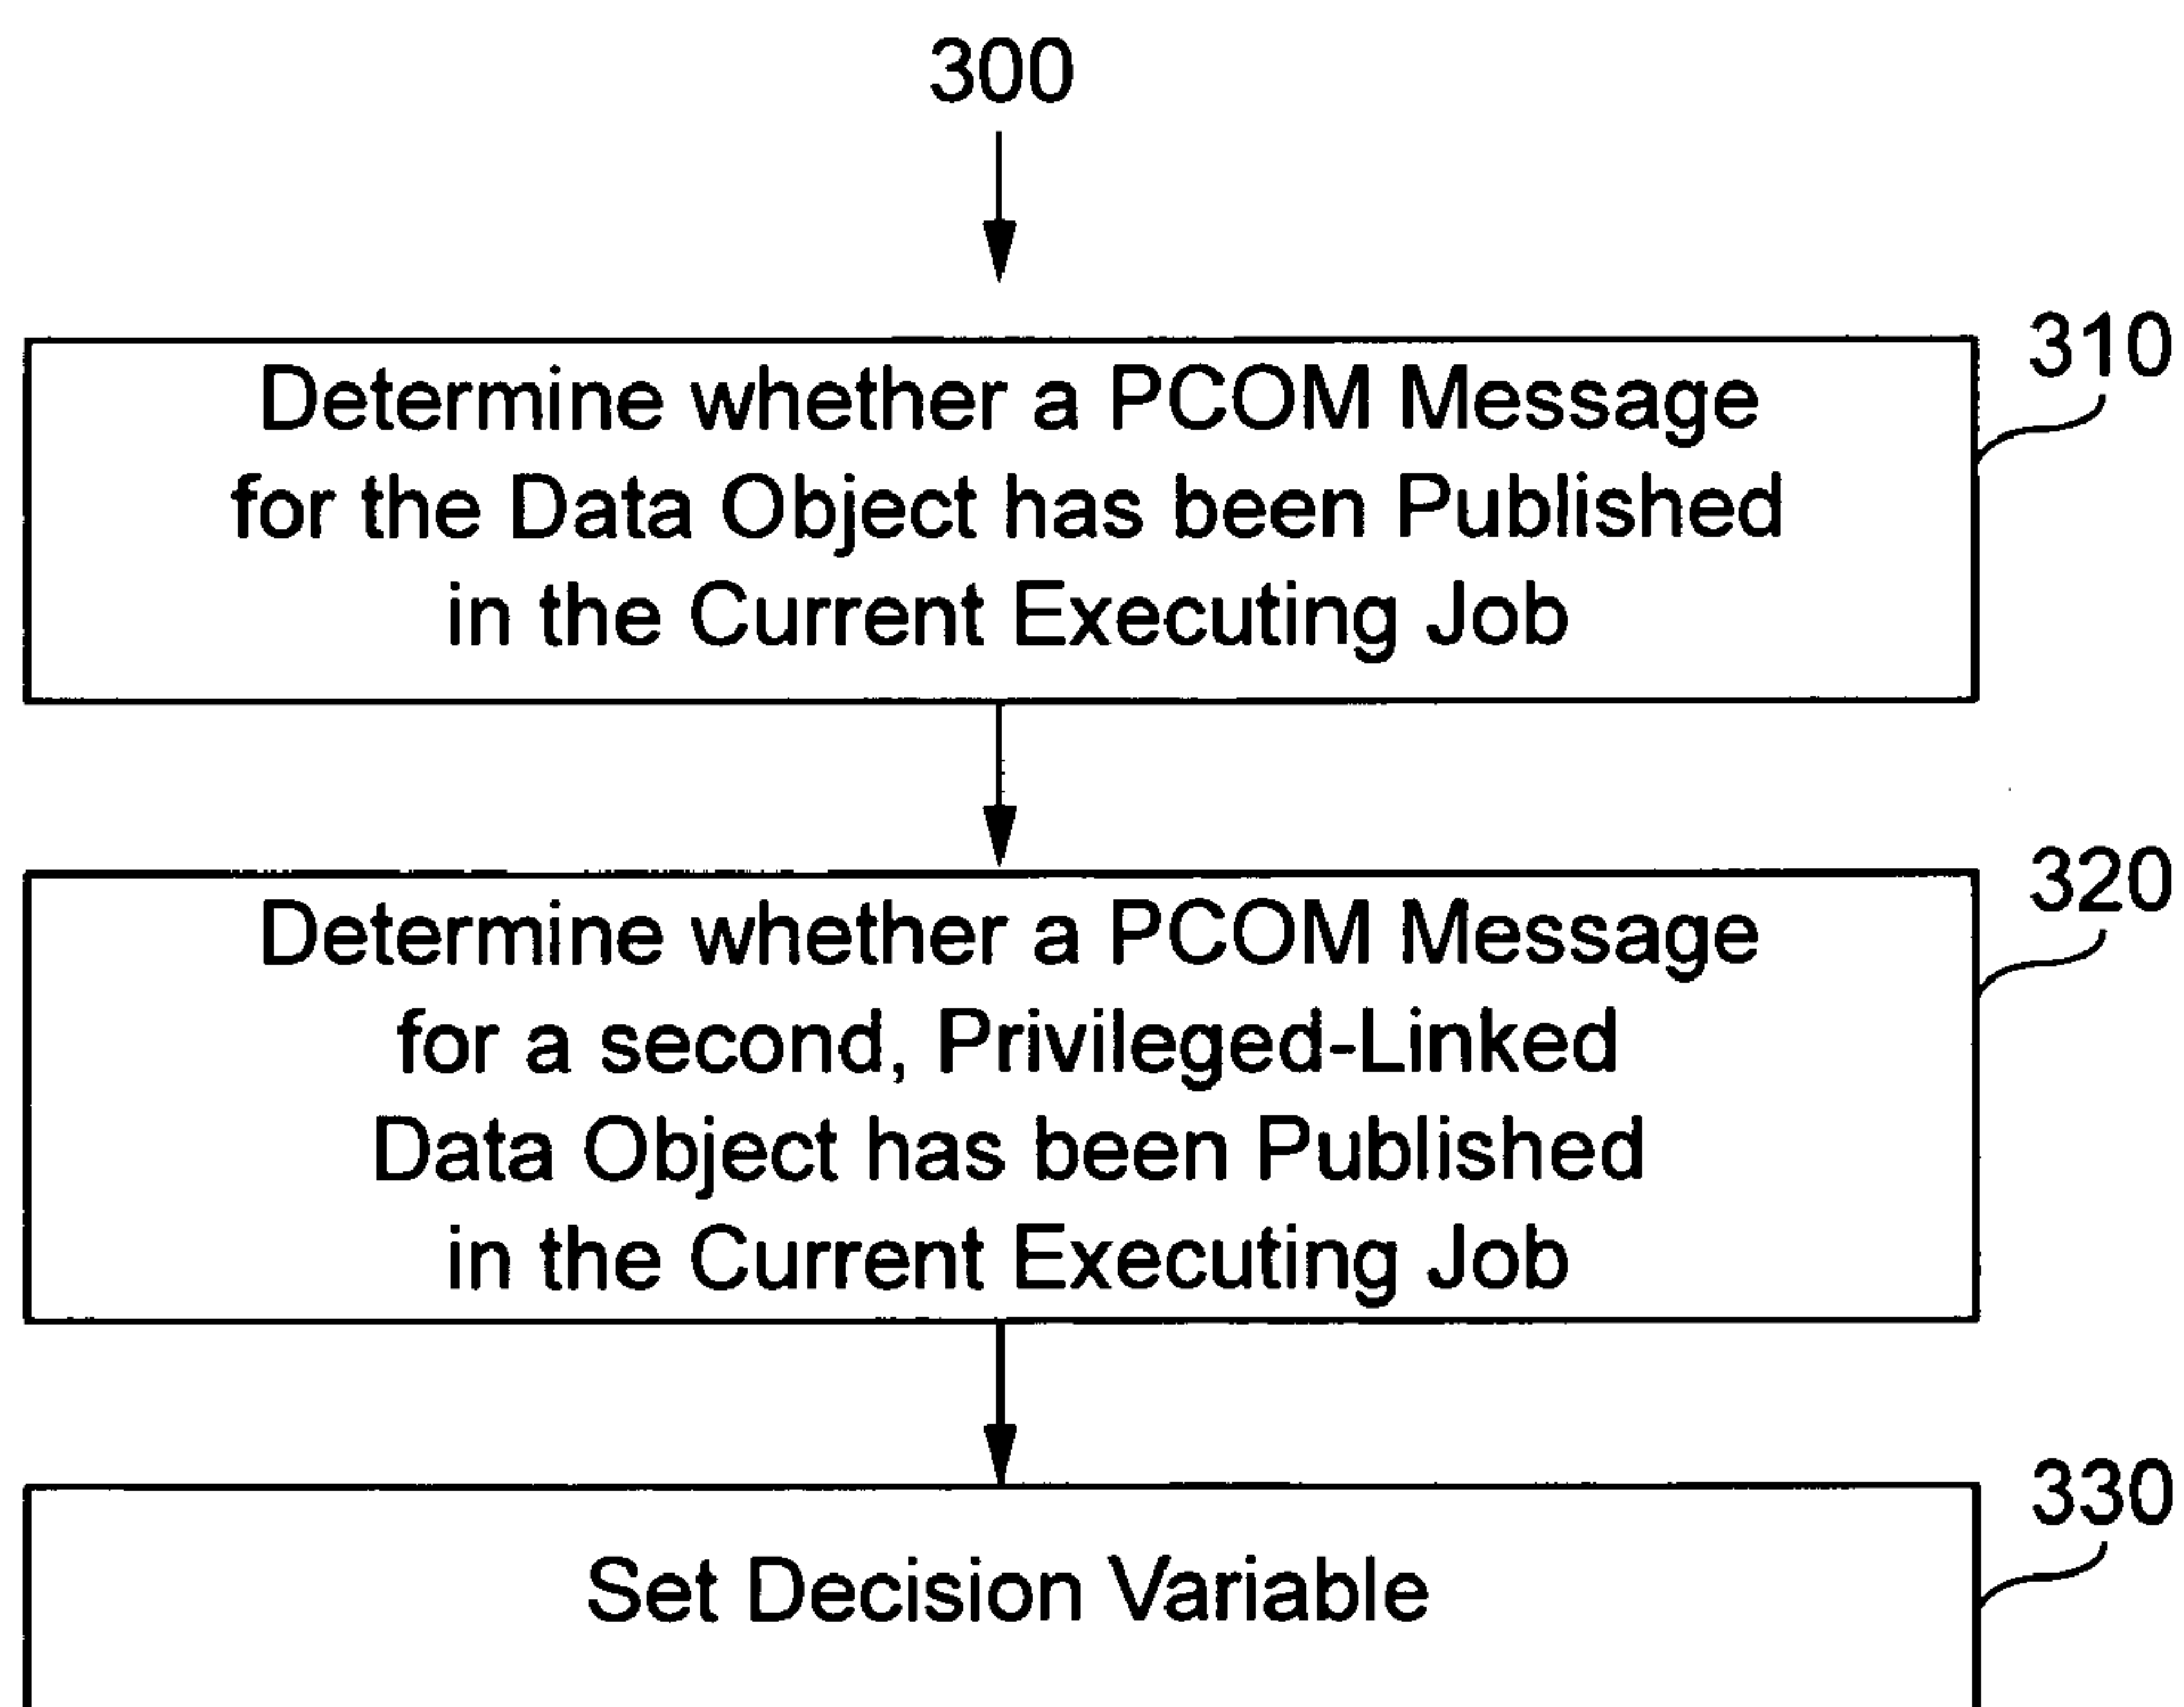 300
310
Determine whether a PCOM Message
for the Data Object has been Published
in the Current Executing Job
320
Determine whether a PCOM Message
for a second, Privileged-Linked
Data Object has been Published
in the Current Executing Job
330
Set Decision Variable